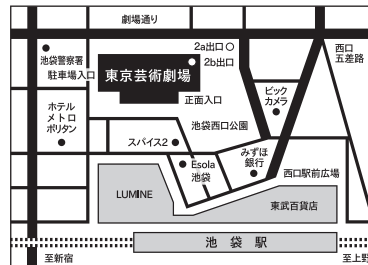 劇場通り
2a出口
西口
五差路
池袋警察署
2b出口
駐車場入口
東京芸術劇場
正面入口
ビック
カメラ
ホテル
メトロ
ポリタン
池袋西口公園
スパイス2
みずほ
銀行
Esola
池袋
西口駅前広場
LUMINE
東武百貨店
池袋駅
至新宿
至上野